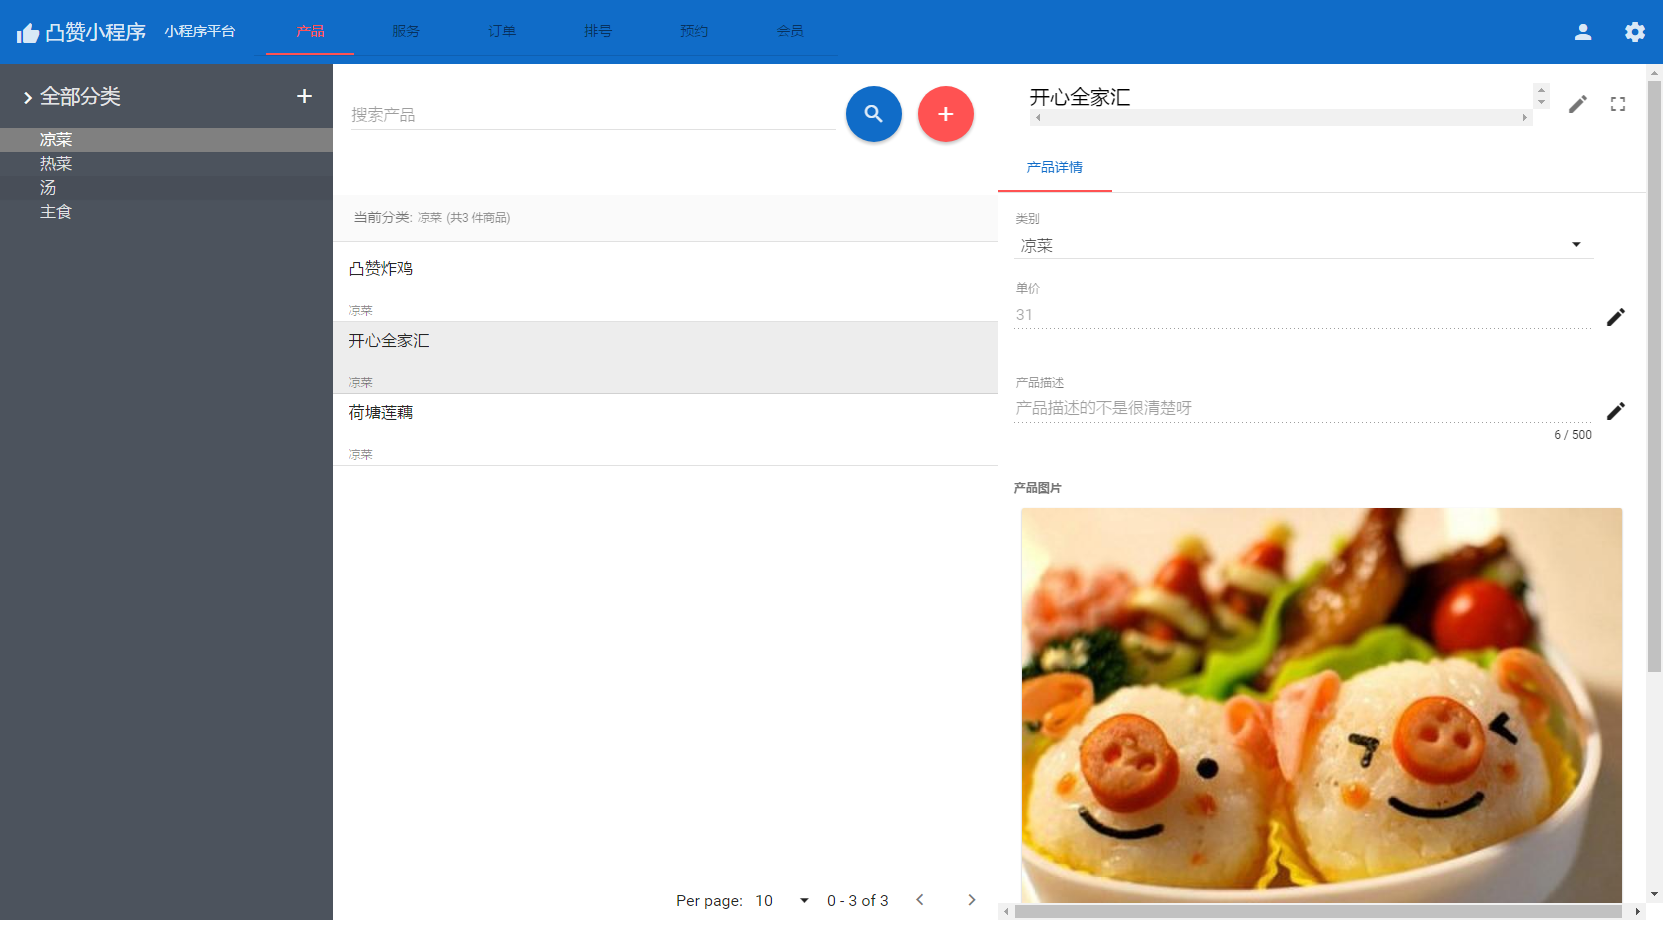 凸赞小程序 小程序平台 产品 服务 订单 排号 预约 会员
全部分类
凉菜
热菜
汤
主食
搜索产品
当前分类: 凉菜 (共3 件商品)
凸赞炸鸡
凉菜
开心全家汇
凉菜
荷塘莲藕
凉菜
Per page: 10 0 - 3 of 3
开心全家汇
产品详情
类别
凉菜
单价
31
产品描述
产品描述的不是很清楚呀
6 / 500
产品图片